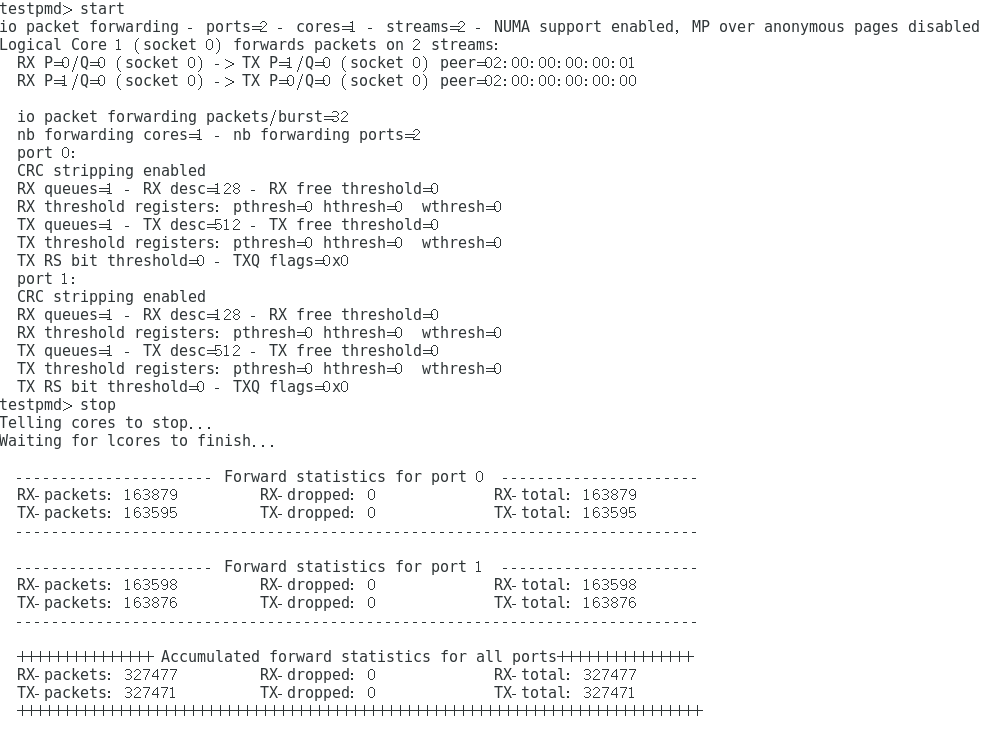 testpmd> start
io packet forwarding - ports=2 - cores=1 - streams=2 - NUMA support enabled, MP over anonymous pages disabled
Logical Core 1 (socket 0) forwards packets on 2 streams:
  RX P=0/Q=0 (socket 0) -> TX P=1/Q=0 (socket 0) peer=02:00:00:00:00:01
  RX P=1/Q=0 (socket 0) -> TX P=0/Q=0 (socket 0) peer=02:00:00:00:00:00

  io packet forwarding packets/burst=32
  nb forwarding cores=1 - nb forwarding ports=2
  port 0:
  CRC stripping enabled
  RX queues=1 - RX desc=128 - RX free threshold=0
  RX threshold registers: pthresh=0 hthresh=0  wthresh=0
  TX queues=1 - TX desc=512 - TX free threshold=0
  TX threshold registers: pthresh=0 hthresh=0  wthresh=0
  TX RS bit threshold=0 - TXQ flags=0x0
  port 1:
  CRC stripping enabled
  RX queues=1 - RX desc=128 - RX free threshold=0
  RX threshold registers: pthresh=0 hthresh=0  wthresh=0
  TX queues=1 - TX desc=512 - TX free threshold=0
  TX threshold registers: pthresh=0 hthresh=0  wthresh=0
  TX RS bit threshold=0 - TXQ flags=0x0
testpmd> stop
Telling cores to stop...
Waiting for lcores to finish...

  ---------------------- Forward statistics for port 0  ----------------------
  RX-packets: 163879         RX-dropped: 0             RX-total: 163879
  TX-packets: 163595         TX-dropped: 0             TX-total: 163595
  ----------------------------------------------------------------------------

  ---------------------- Forward statistics for port 1  ----------------------
  RX-packets: 163598         RX-dropped: 0             RX-total: 163598
  TX-packets: 163876         TX-dropped: 0             TX-total: 163876
  ----------------------------------------------------------------------------

  +++++++++++++++ Accumulated forward statistics for all ports+++++++++++++++
  RX-packets: 327477         RX-dropped: 0             RX-total: 327477
  TX-packets: 327471         TX-dropped: 0             TX-total: 327471
  ++++++++++++++++++++++++++++++++++++++++++++++++++++++++++++++++++++++++++++